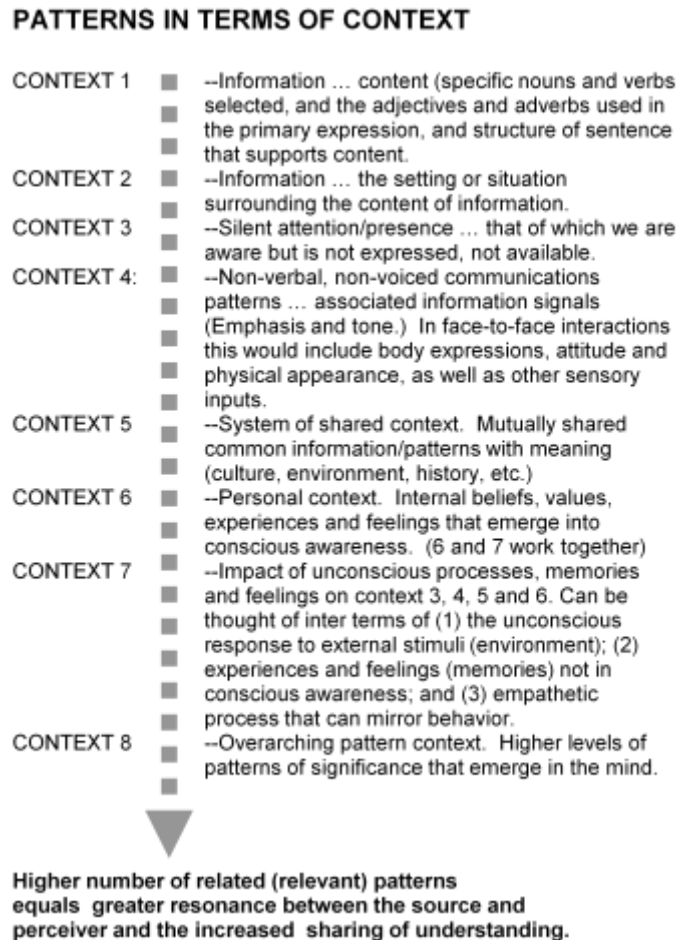 PATTERNS IN TERMS OF CONTEXT
CONTEXT 1 --Information ... content (specific nouns and verbs
selected, and the adjectives and adverbs used in
the primary expression, and structure of sentence
that supports content.
CONTEXT 2 --Information ... the setting or situation
surrounding the content of information.
CONTEXT 3 --Silent attention/presence ... that of which we are
aware but is not expressed, not available.
CONTEXT 4: --Non-verbal, non-voiced communications
patterns ... associated information signals
(Emphasis and tone.) In face-to-face interactions
this would include body expressions, attitude and
physical appearance, as well as other sensory
inputs.
CONTEXT 5 --System of shared context. Mutually shared
common information/patterns with meaning
(culture, environment, history, etc.)
CONTEXT 6 --Personal context. Internal beliefs, values,
experiences and feelings that emerge into
conscious awareness. (6 and 7 work together)
CONTEXT 7 --Impact of unconscious processes, memories
and feelings on context 3, 4, 5 and 6. Can be
thought of inter terms of (1) the unconscious
response to external stimuli (environment); (2)
experiences and feelings (memories) not in
conscious awareness; and (3) empathetic
process that can mirror behavior.
CONTEXT 8 --Overarching pattern context. Higher levels of
patterns of significance that emerge in the mind.
Higher number of related (relevant) patterns
equals greater resonance between the source and
perceiver and the increased sharing of understanding.